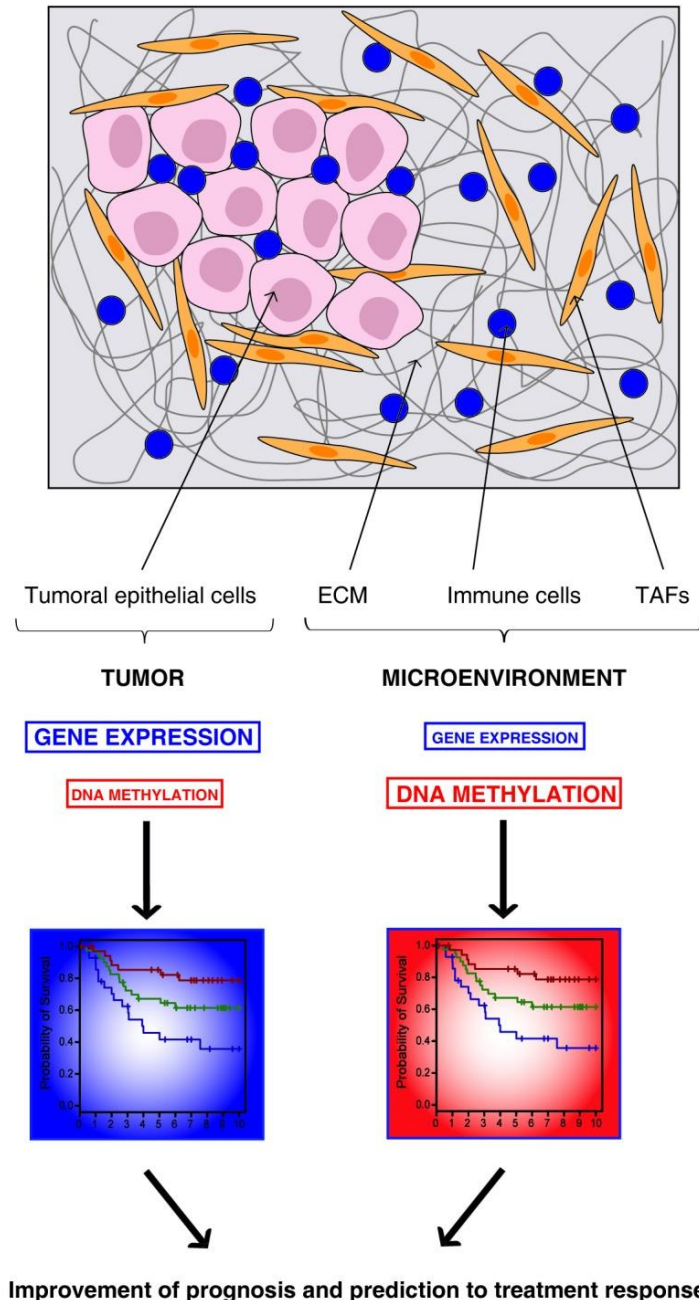 Tumoral epithelial cells ECM Immune cells TAFs
TUMOR MICROENVIRONMENT
GENE EXPRESSION GENE EXPRESSION
DNA METHYLATION DNA METHYLATION
Probability of Survival
1.0
0.8
0.6
0.4
0.2
0.0
0 1 2 3 4 5 6 7 8 9 10
Probability of Survival
1.0
0.8
0.6
0.4
0.2
0.0
0 1 2 3 4 5 6 7 8 9 10
Improvement of prognosis and prediction to treatment response